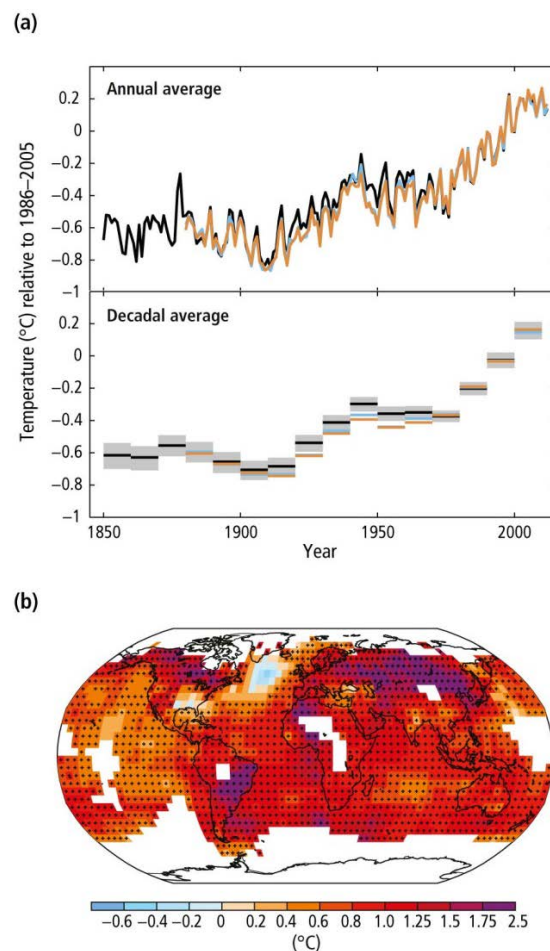 (a)
Annual average
0.2
0
−0.2
−0.4
−0.6
−0.8
−1
Temperature (°C) relative to 1986–2005
Decadal average
0.2
0
−0.2
−0.4
−0.6
−0.8
−1
1850 1900 1950 2000
Year
(b)
−0.6 −0.4 −0.2 0 0.2 0.4 0.6 0.8 1.0 1.25 1.5 1.75 2.5
(°C)